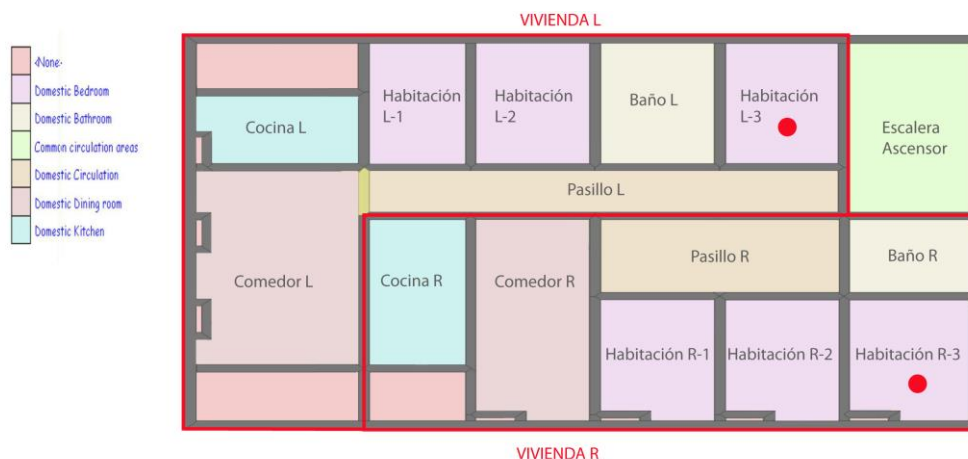 VIVIENDA L
‹None›
Domestic Bedroom
Domestic Bathroom
Common circulation areas
Domestic Circulation
Domestic Dining room
Domestic Kitchen
Cocina L
Habitación
L-1
Habitación
L-2
Baño L
Habitación
L-3
Escalera
Ascensor
Pasillo L
Comedor L
Cocina R
Comedor R
Pasillo R
Baño R
Habitación R-1
Habitación R-2
Habitación R-3
VIVIENDA R